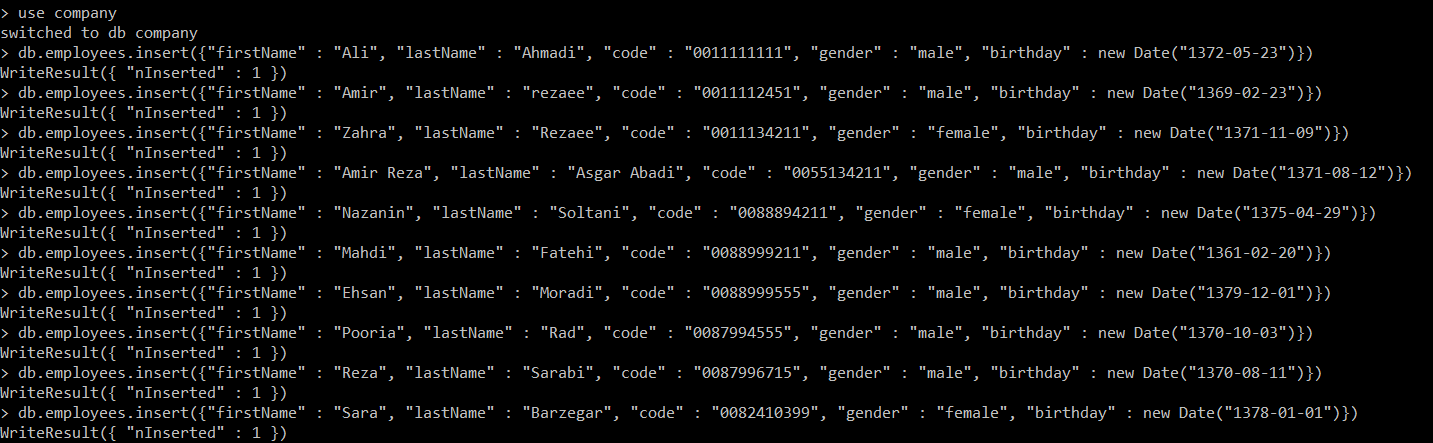 > use company
switched to db company
> db.employees.insert({"firstName" : "Ali", "lastName" : "Ahmadi", "code" : "0011111111", "gender" : "male", "birthday" : new Date("1372-05-23")})
WriteResult({ "nInserted" : 1 })
> db.employees.insert({"firstName" : "Amir", "lastName" : "rezaee", "code" : "0011112451", "gender" : "male", "birthday" : new Date("1369-02-23")})
WriteResult({ "nInserted" : 1 })
> db.employees.insert({"firstName" : "Zahra", "lastName" : "Rezaee", "code" : "0011134211", "gender" : "female", "birthday" : new Date("1371-11-09")})
WriteResult({ "nInserted" : 1 })
> db.employees.insert({"firstName" : "Amir Reza", "lastName" : "Asgar Abadi", "code" : "0055134211", "gender" : "male", "birthday" : new Date("1371-08-12")})
WriteResult({ "nInserted" : 1 })
> db.employees.insert({"firstName" : "Nazanin", "lastName" : "Soltani", "code" : "0088894211", "gender" : "female", "birthday" : new Date("1375-04-29")})
WriteResult({ "nInserted" : 1 })
> db.employees.insert({"firstName" : "Mahdi", "lastName" : "Fatehi", "code" : "0088999211", "gender" : "male", "birthday" : new Date("1361-02-20")})
WriteResult({ "nInserted" : 1 })
> db.employees.insert({"firstName" : "Ehsan", "lastName" : "Moradi", "code" : "0088999555", "gender" : "male", "birthday" : new Date("1379-12-01")})
WriteResult({ "nInserted" : 1 })
> db.employees.insert({"firstName" : "Pooria", "lastName" : "Rad", "code" : "0087994555", "gender" : "male", "birthday" : new Date("1370-10-03")})
WriteResult({ "nInserted" : 1 })
> db.employees.insert({"firstName" : "Reza", "lastName" : "Sarabi", "code" : "0087996715", "gender" : "male", "birthday" : new Date("1370-08-11")})
WriteResult({ "nInserted" : 1 })
> db.employees.insert({"firstName" : "Sara", "lastName" : "Barzegar", "code" : "0082410399", "gender" : "female", "birthday" : new Date("1378-01-01")})
WriteResult({ "nInserted" : 1 })